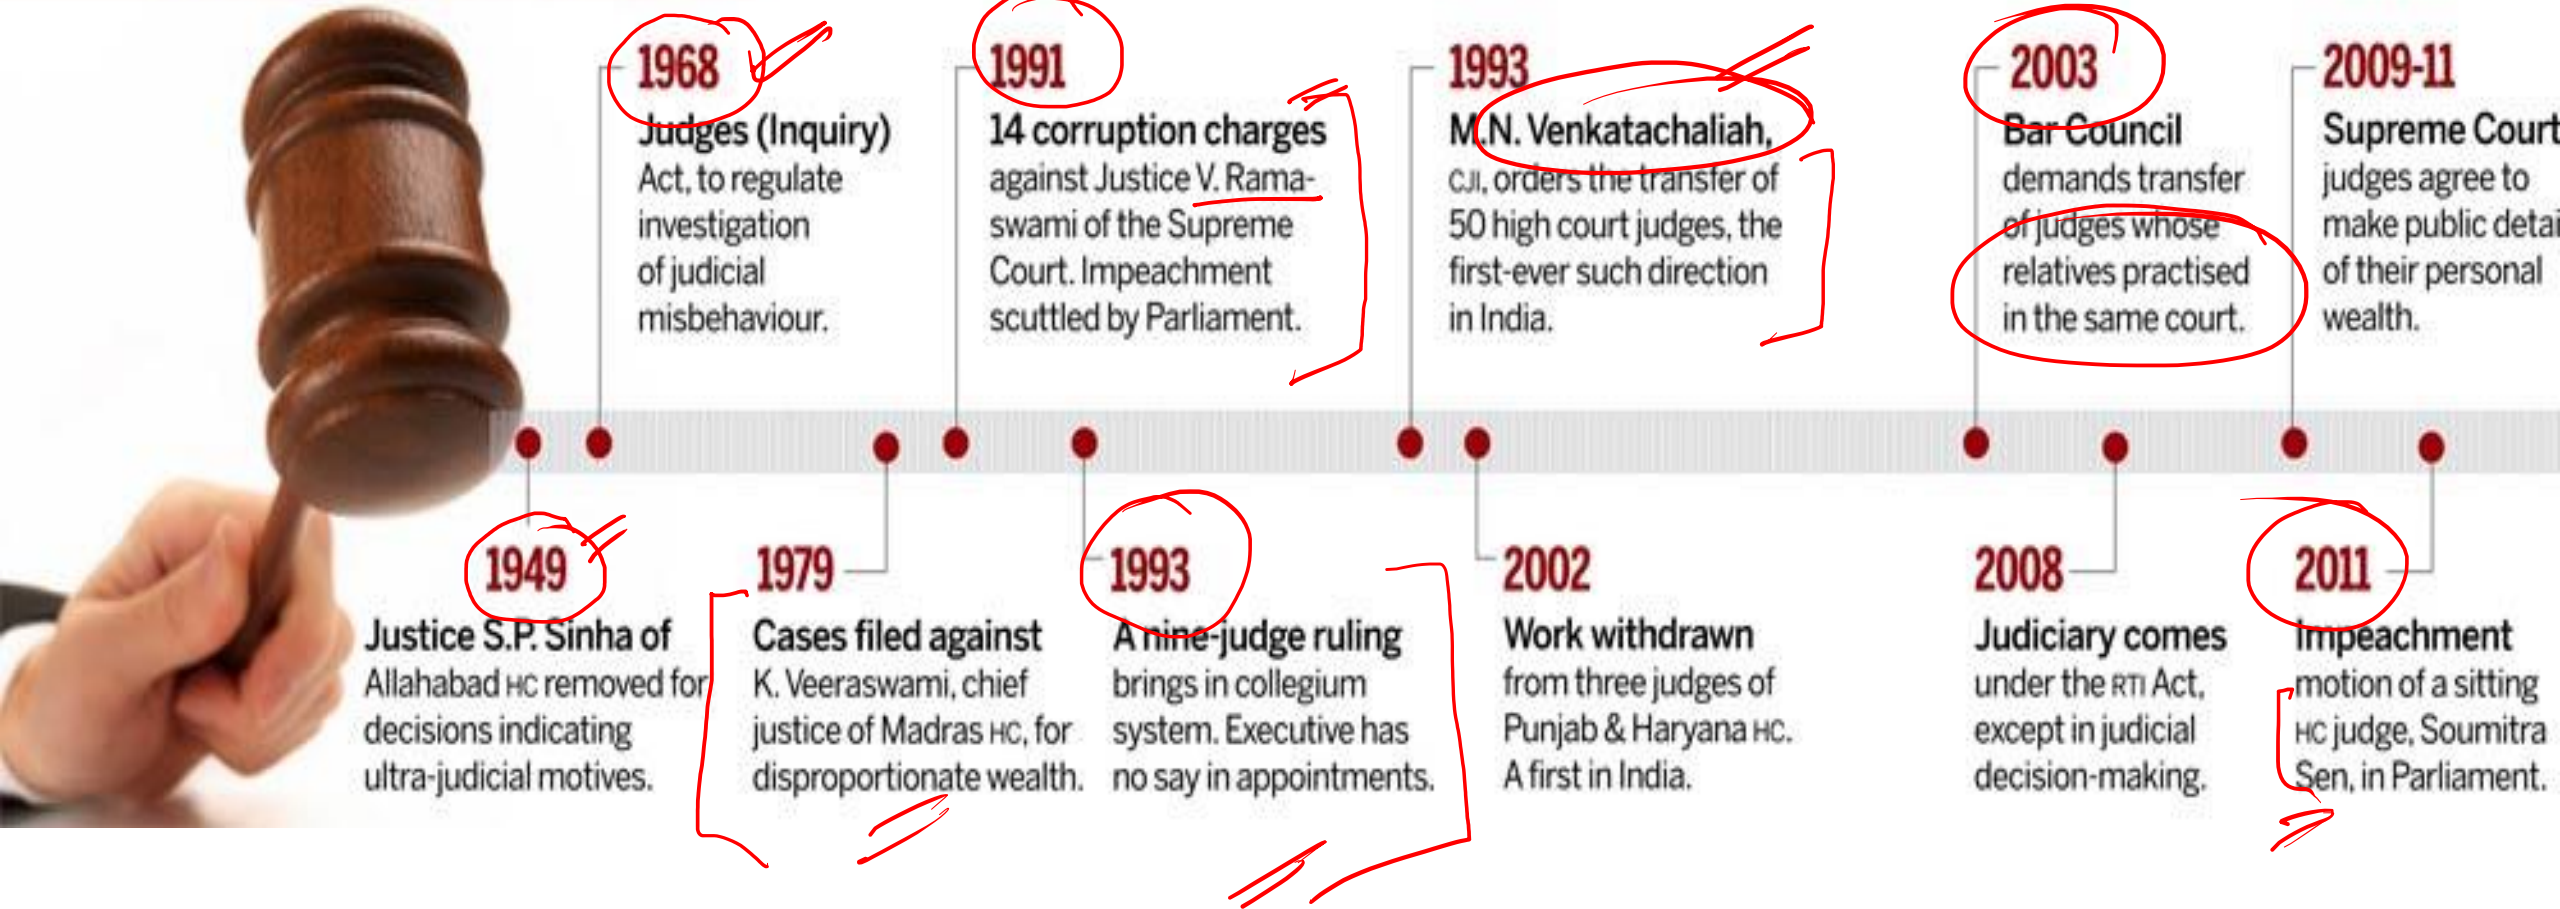 1968
Judges (Inquiry)
Act, to regulate
investigation
of judicial
misbehaviour.
1991
14 corruption charges
against Justice V. Rama-
swami of the Supreme
Court. Impeachment
scuttled by Parliament.
1993
M.N. Venkatachaliah,
CJI, orders the transfer of
50 high court judges, the
first-ever such direction
in India.
2003
Bar Council
demands transfer
of judges whose
relatives practised
in the same court.
2009-11
Supreme Court
judges agree to
make public detai
of their personal
wealth.
1949
Justice S.P. Sinha of
Allahabad HC removed for
decisions indicating
ultra-judicial motives.
1979
Cases filed against
K. Veeraswami, chief
justice of Madras HC, for
disproportionate wealth.
1993
A nine-judge ruling
brings in collegium
system. Executive has
no say in appointments.
2002
Work withdrawn
from three judges of
Punjab & Haryana HC.
A first in India.
2008
Judiciary comes
under the RTI Act,
except in judicial
decision-making.
2011
Impeachment
motion of a sitting
HC judge, Soumitra
Sen, in Parliament.